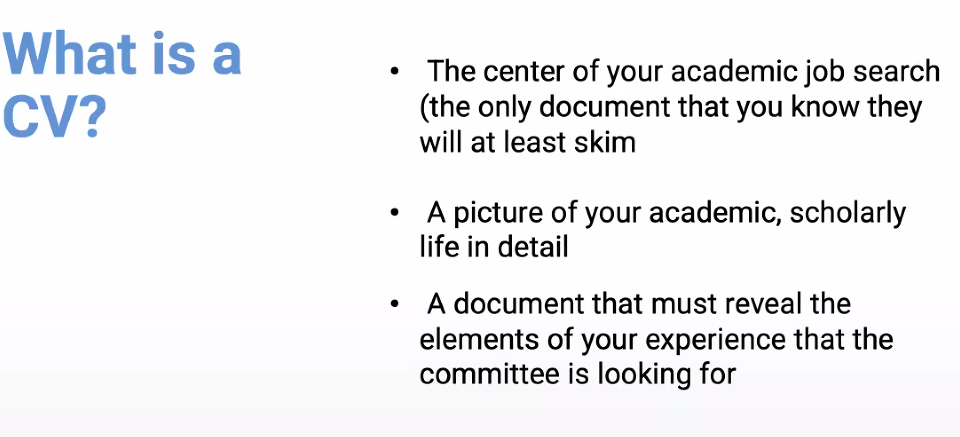 What is a
CV?
• The center of your academic job search
(the only document that you know they
will at least skim
• A picture of your academic, scholarly
life in detail
• A document that must reveal the
elements of your experience that the
committee is looking for